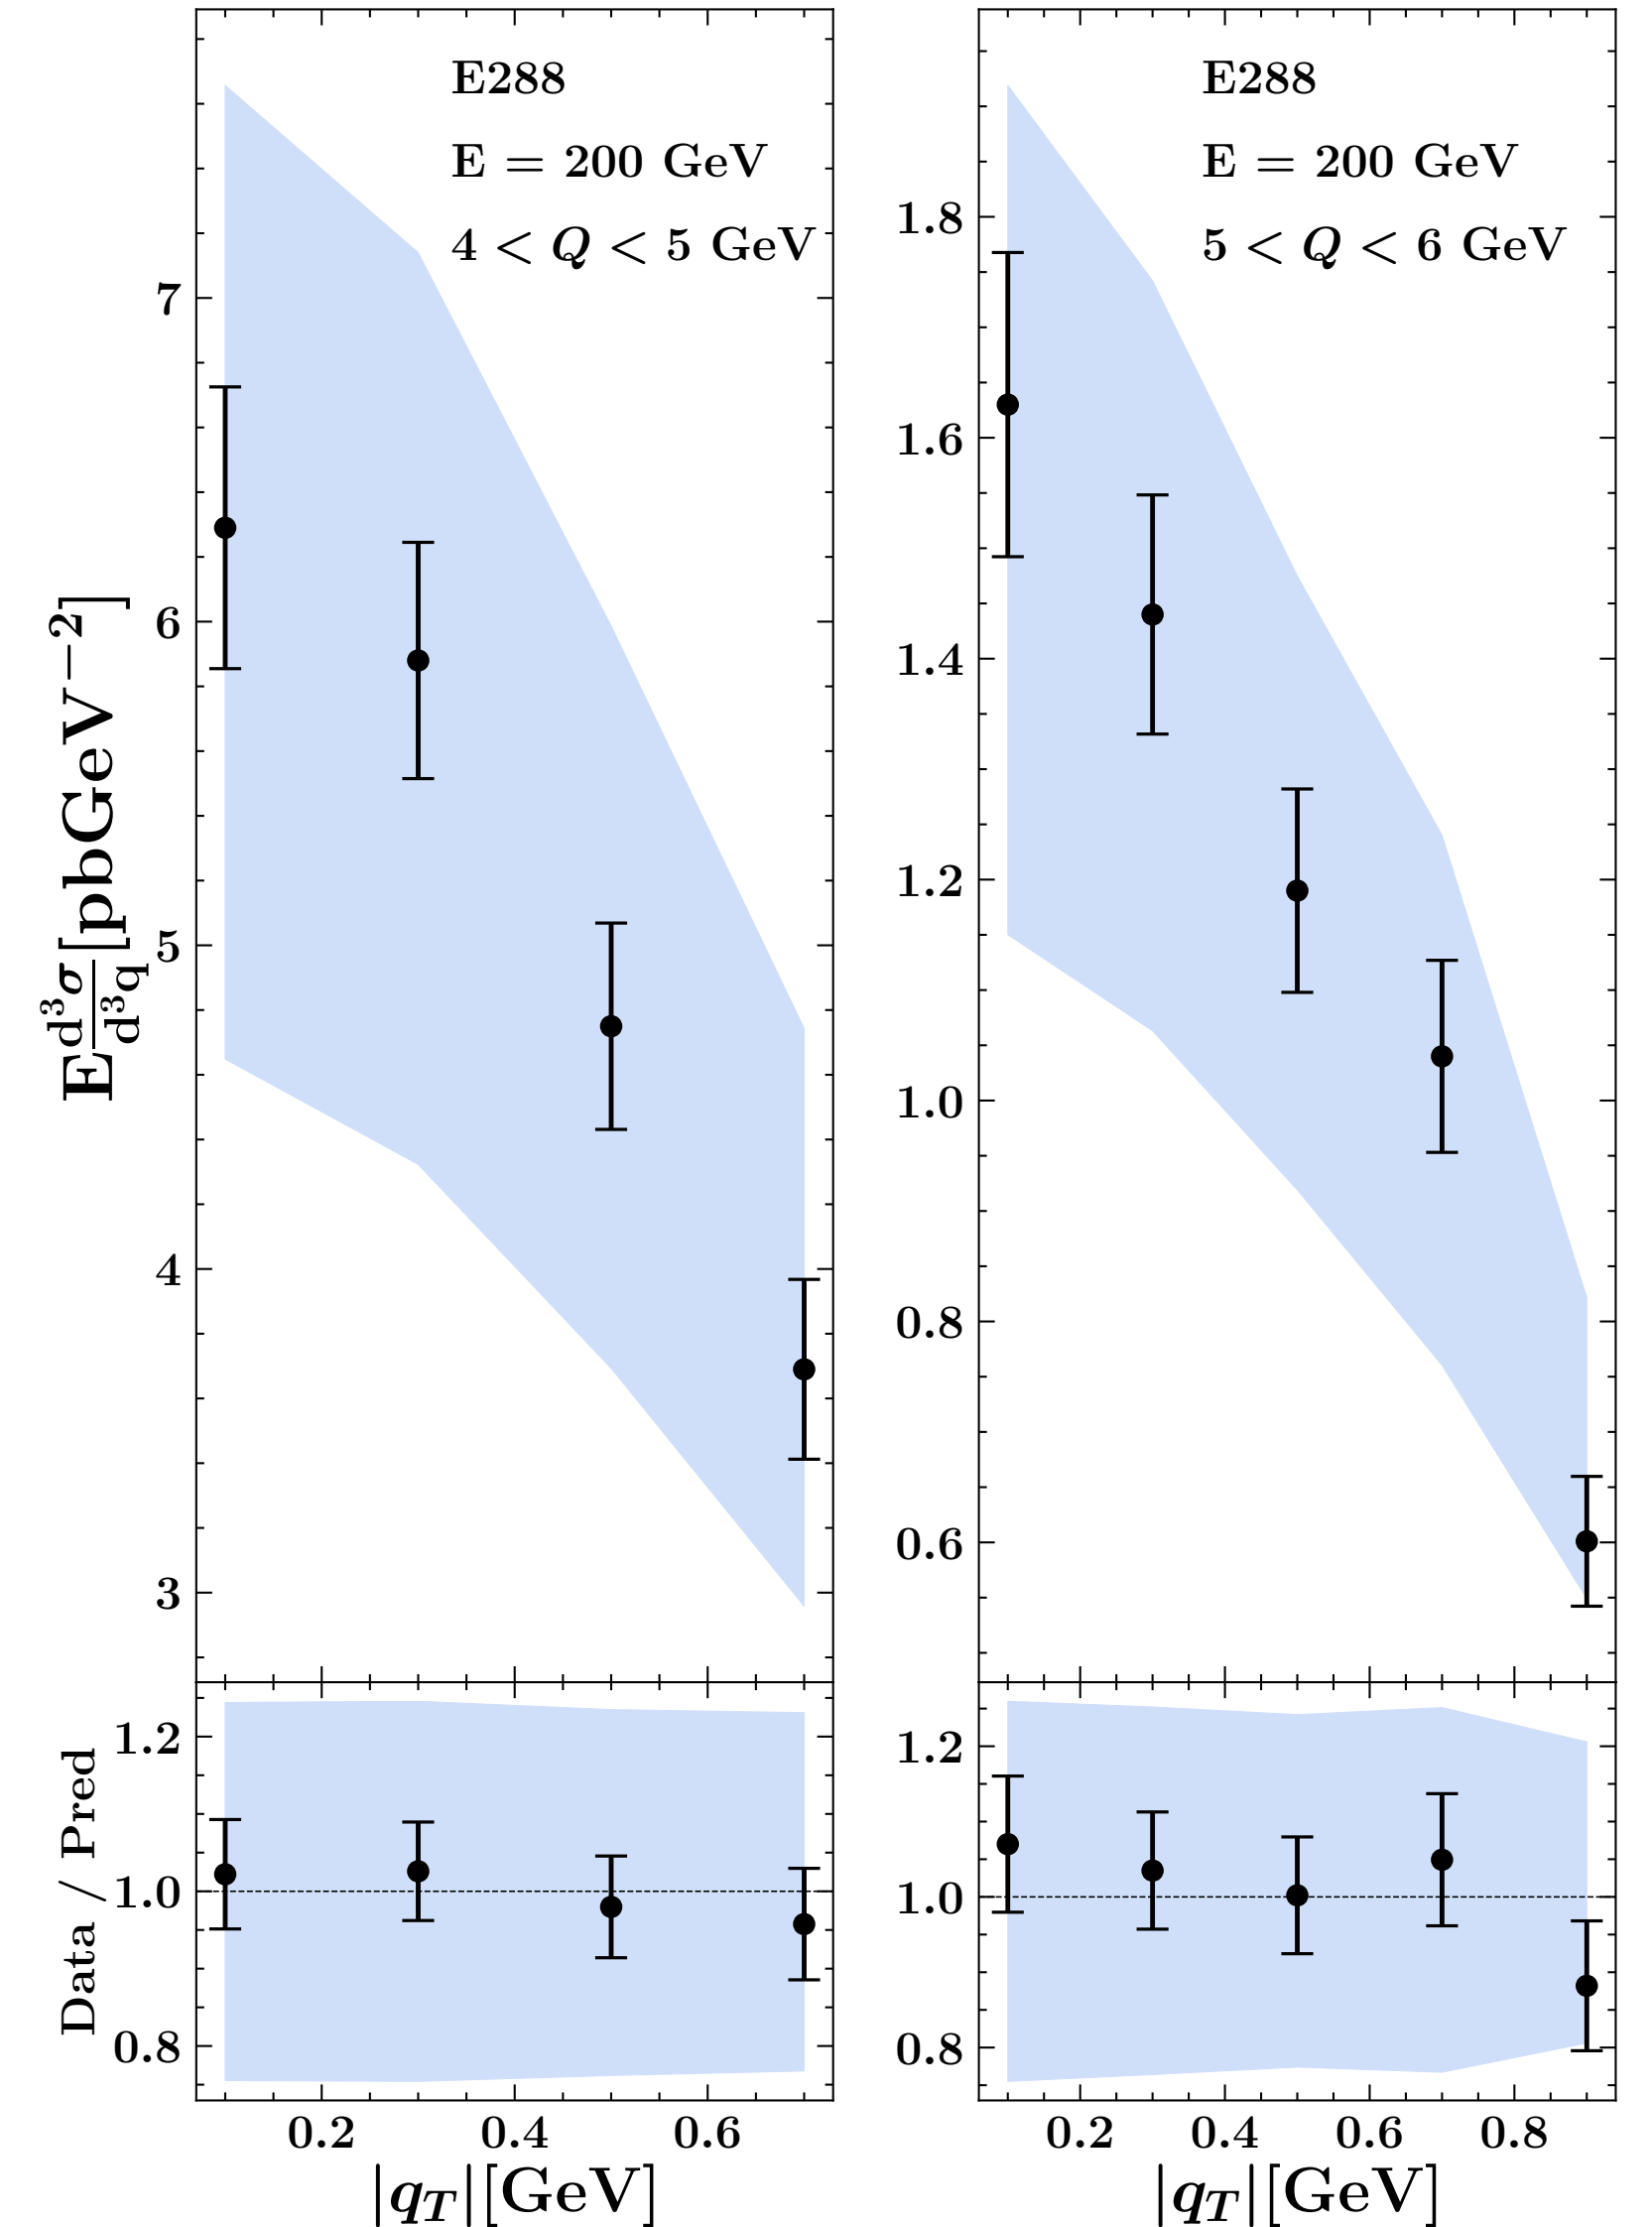 E288
E = 200 GeV
4 < Q < 5 GeV
7
6
5
4
3
E d³σ/d³q [pbGeV⁻²]
E288
E = 200 GeV
5 < Q < 6 GeV
1.8
1.6
1.4
1.2
1.0
0.8
0.6
1.2
1.0
0.8
Data / Pred
0.2 0.4 0.6
|q_T| [GeV]
1.2
1.0
0.8
0.2 0.4 0.6 0.8
|q_T| [GeV]